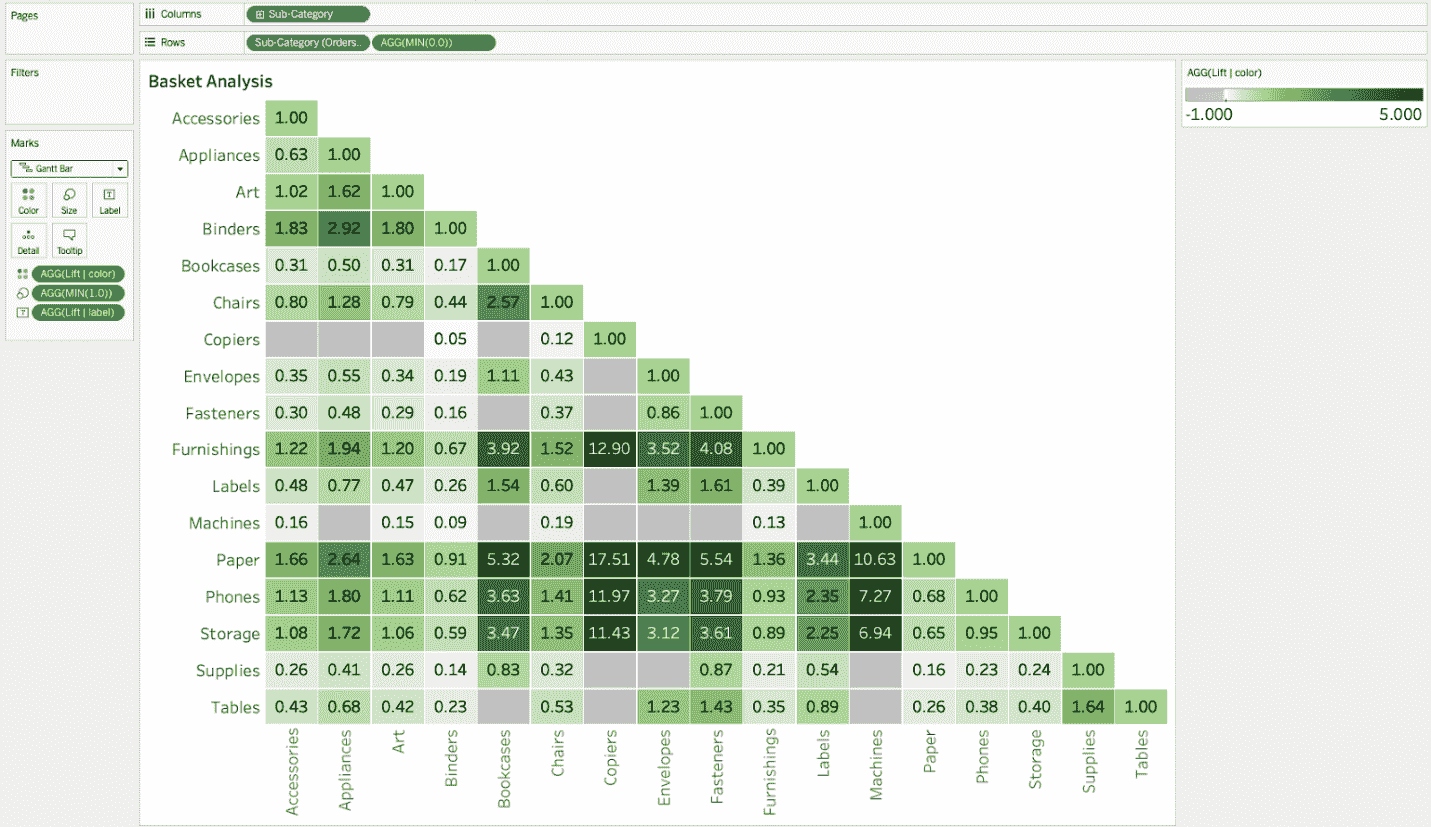 Pages
Columns
Sub-Category
Rows
Sub-Category (Orders..
AGG(MIN(0.0))
Filters
Marks
Gantt Bar
Color Size Label
Detail Tooltip
AGG(Lift | color)
AGG(MIN(1.0))
AGG(Lift | label)
Basket Analysis
Accessories 1.00
Appliances 0.63 1.00
Art 1.02 1.62 1.00
Binders 1.83 2.92 1.80 1.00
Bookcases 0.31 0.50 0.31 0.17 1.00
Chairs 0.80 1.28 0.79 0.44 2.57 1.00
Copiers 0.05 0.12 1.00
Envelopes 0.35 0.55 0.34 0.19 1.11 0.43 1.00
Fasteners 0.30 0.48 0.29 0.16 0.37 0.86 1.00
Furnishings 1.22 1.94 1.20 0.67 3.92 1.52 12.90 3.52 4.08 1.00
Labels 0.48 0.77 0.47 0.26 1.54 0.60 1.39 1.61 0.39 1.00
Machines 0.16 0.15 0.09 0.19 0.13 1.00
Paper 1.66 2.64 1.63 0.91 5.32 2.07 17.51 4.78 5.54 1.36 3.44 10.63 1.00
Phones 1.13 1.80 1.11 0.62 3.63 1.41 11.97 3.27 3.79 0.93 2.35 7.27 0.68 1.00
Storage 1.08 1.72 1.06 0.59 3.47 1.35 11.43 3.12 3.61 0.89 2.25 6.94 0.65 0.95 1.00
Supplies 0.26 0.41 0.26 0.14 0.83 0.32 0.87 0.21 0.54 0.16 0.23 0.24 1.00
Tables 0.43 0.68 0.42 0.23 0.53 1.23 1.43 0.35 0.89 0.26 0.38 0.40 1.64 1.00
Accessories
Appliances
Art
Binders
Bookcases
Chairs
Copiers
Envelopes
Fasteners
Furnishings
Labels
Machines
Paper
Phones
Storage
Supplies
Tables
AGG(Lift | color)
-1.000 5.000